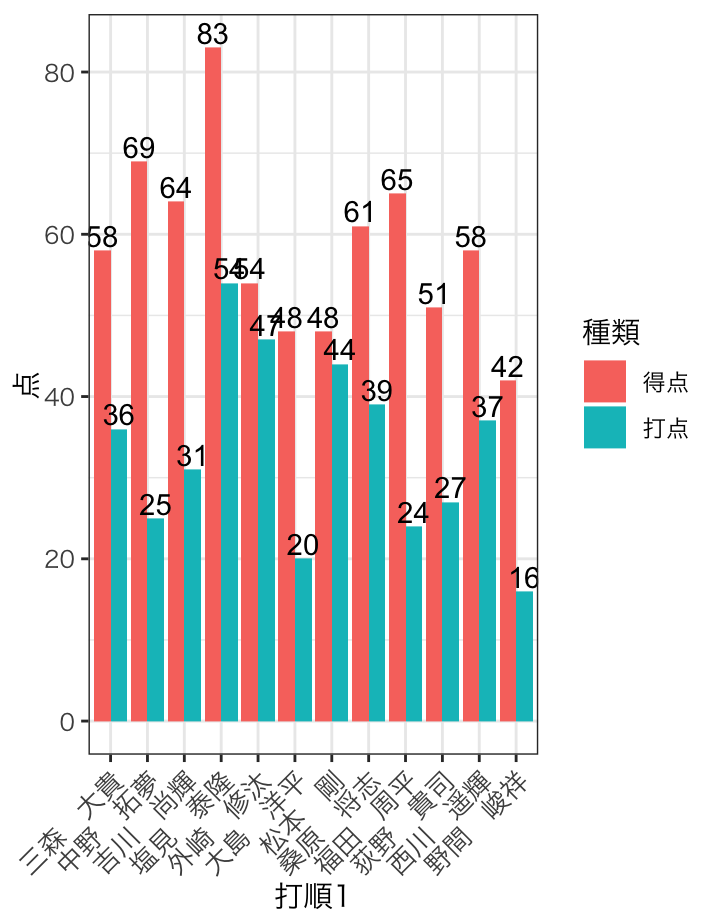 80
60
40
20
0
点
58
36
69
25
64
31
83
54
54
47
48
20
48
44
61
39
65
24
51
27
58
37
42
16
三森 大貴
中野 拓夢
吉川 尚輝
塩見 泰隆
外崎 修汰
大島 洋平
松本 剛
桑原 将志
福田 周平
荻野 貴司
西川 遥輝
野間 峻祥
打順1
種類
得点
打点